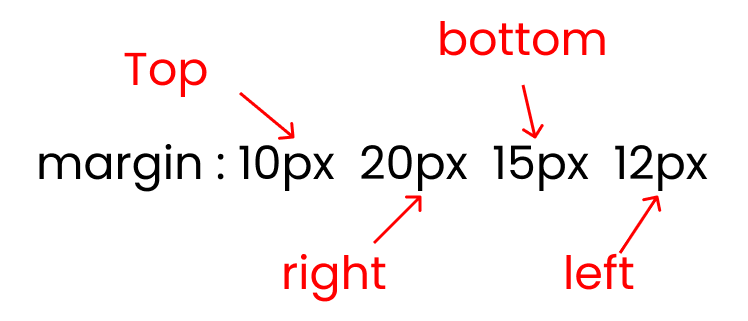 bottom
Top
margin : 10px 20px 15px 12px
right
left